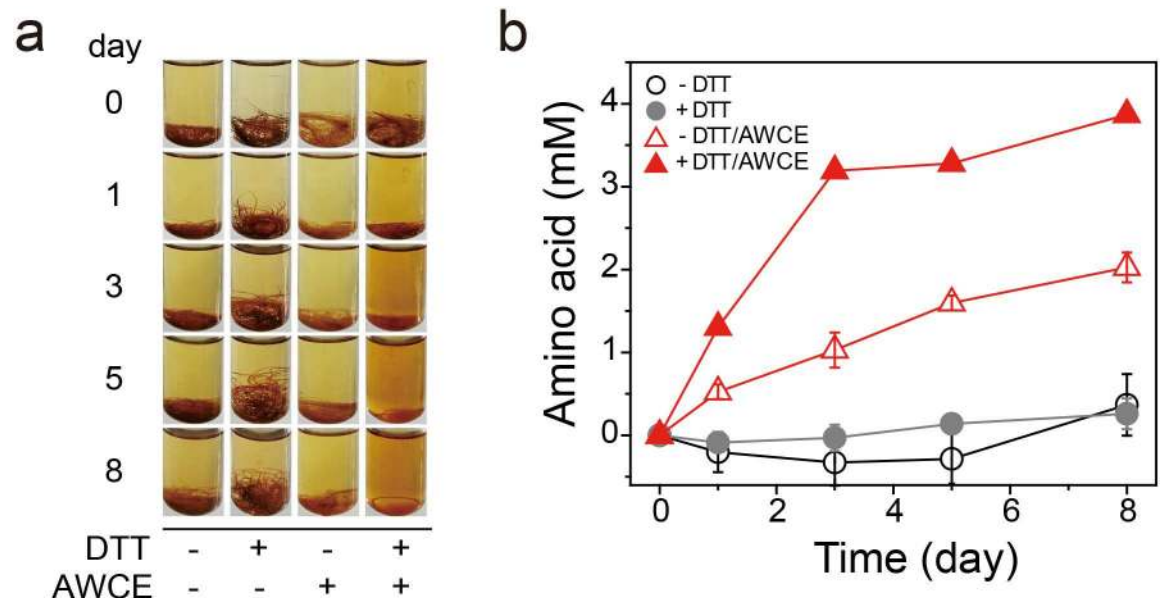 a
day
0
1
3
5
8
DTT - + - +
AWCE - - + +
b
Amino acid (mM)
4
3
2
1
0
- DTT
+ DTT
- DTT/AWCE
+ DTT/AWCE
0 2 4 6 8
Time (day)